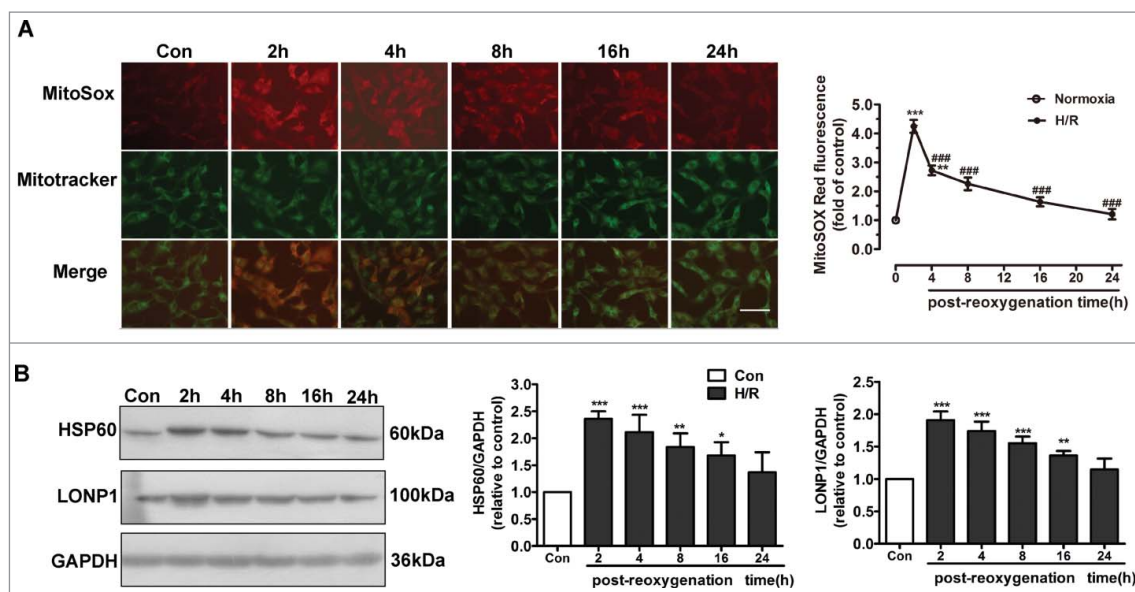 A
Con 2h 4h 8h 16h 24h
MitoSox
Mitotracker
Merge
MitoSOX Red fluorescence
(fold of control)
5.0
4.0
3.0
2.0
1.0
0
Normoxia
H/R
***
###
**
###
###
###
0 4 8 12 16 20 24
post-reoxygenation time(h)
B
Con 2h 4h 8h 16h 24h
HSP60 60kDa
LONP1 100kDa
GAPDH 36kDa
HSP60/GAPDH
(relative to control)
3.0
2.5
2.0
1.5
1.0
0.5
0.0
Con
H/R
*** *** ** *
Con 2 4 8 16 24
post-reoxygenation time(h)
LONP1/GAPDH
(relative to control)
2.5
2.0
1.5
1.0
0.5
0.0
*** *** *** **
Con 2 4 8 16 24
post-reoxygenation time(h)